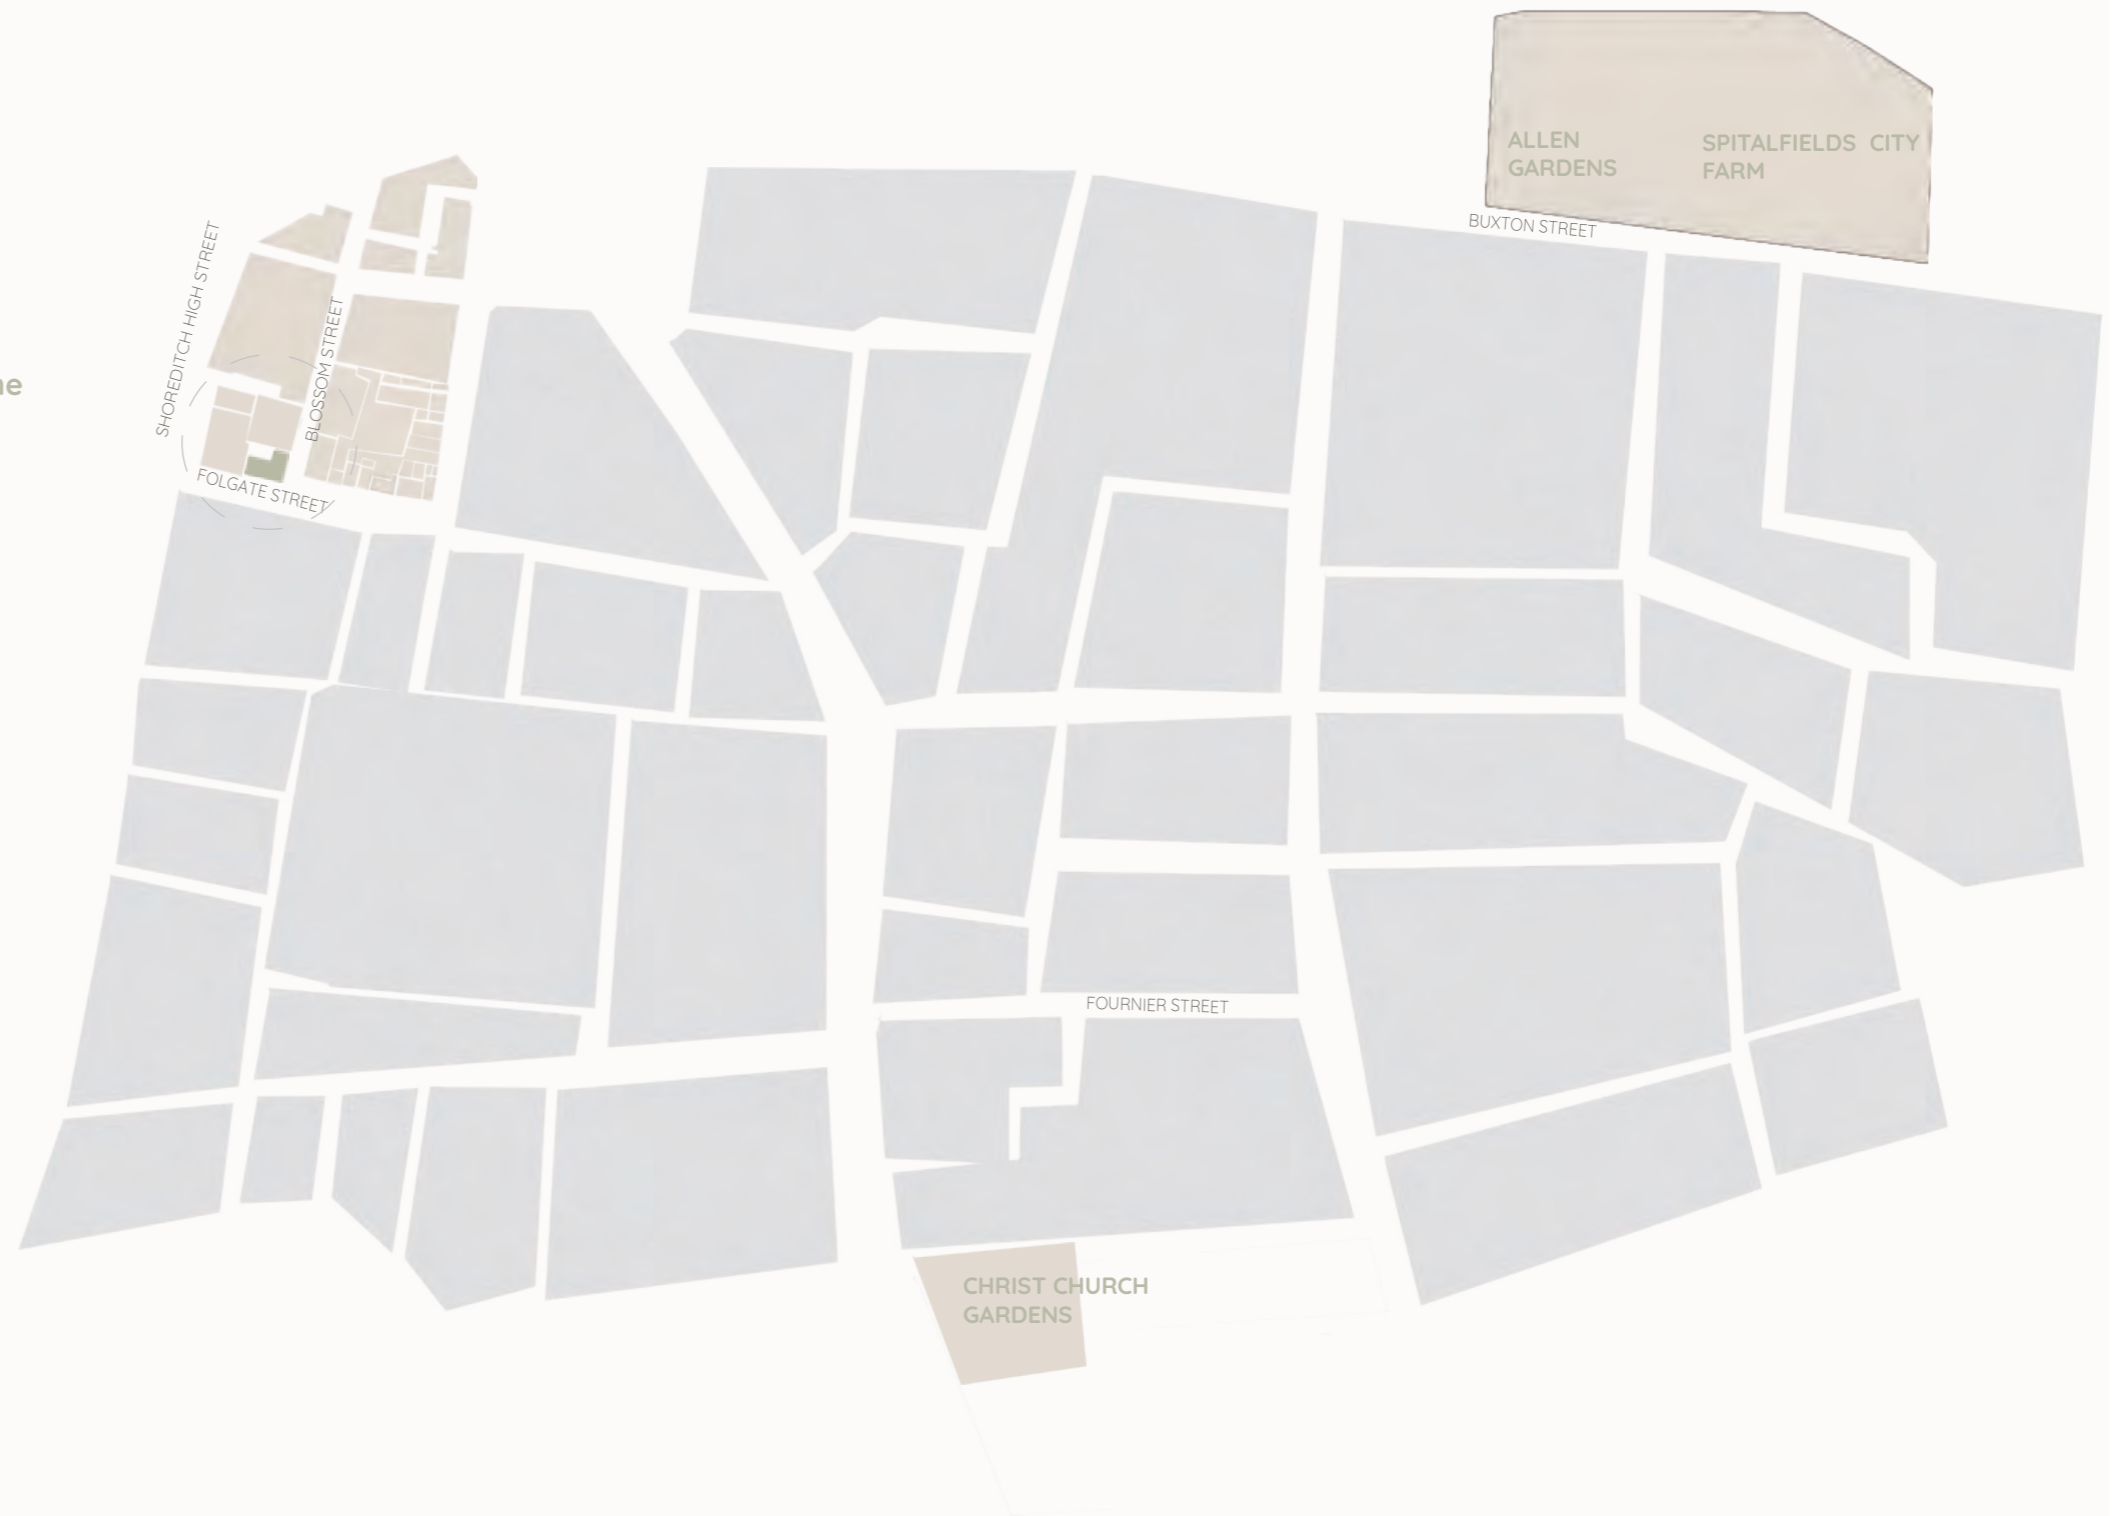 ALLEN
GARDENS
SPITALFIELDS CITY
FARM
BUXTON STREET
SHOREDITCH HIGH STREET
BLOSSOM STREET
FOLGATE STREET
FOURNIER STREET
CHRIST CHURCH
GARDENS